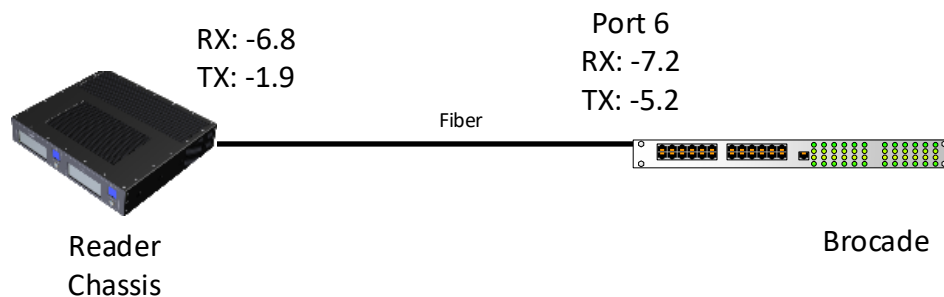 RX: -6.8
TX: -1.9
Port 6
RX: -7.2
TX: -5.2
Fiber
Reader
Chassis
Brocade